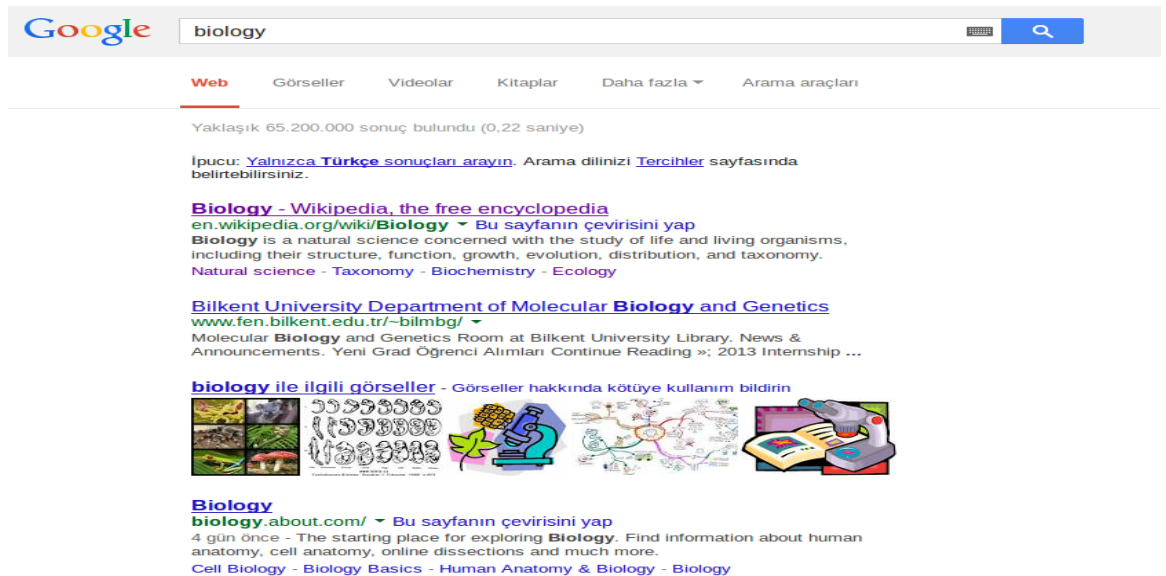 Google biology
Web Görseller Videolar Kitaplar Daha fazla Arama araçları
Yaklaşık 65.200.000 sonuç bulundu (0,22 saniye)
İpucu: Yalnızca Türkçe sonuçları arayın. Arama dilinizi Tercihler sayfasında
belirtebilirsiniz.
Biology - Wikipedia, the free encyclopedia
en.wikipedia.org/wiki/Biology Bu sayfanın çevirisini yap
Biology is a natural science concerned with the study of life and living organisms,
including their structure, function, growth, evolution, distribution, and taxonomy.
Natural science - Taxonomy - Biochemistry - Ecology
Bilkent University Department of Molecular Biology and Genetics
www.fen.bilkent.edu.tr/~bilmbg/
Molecular Biology and Genetics Room at Bilkent University Library. News &
Announcements. Yeni Grad Öğrenci Alımları Continue Reading »; 2013 Internship ...
biology ile ilgili görseller - Görseller hakkında kötüye kullanım bildirin
Biology
biology.about.com/ Bu sayfanın çevirisini yap
4 gün önce - The starting place for exploring Biology. Find information about human
anatomy, cell anatomy, online dissections and much more.
Cell Biology - Biology Basics - Human Anatomy & Biology - Biology